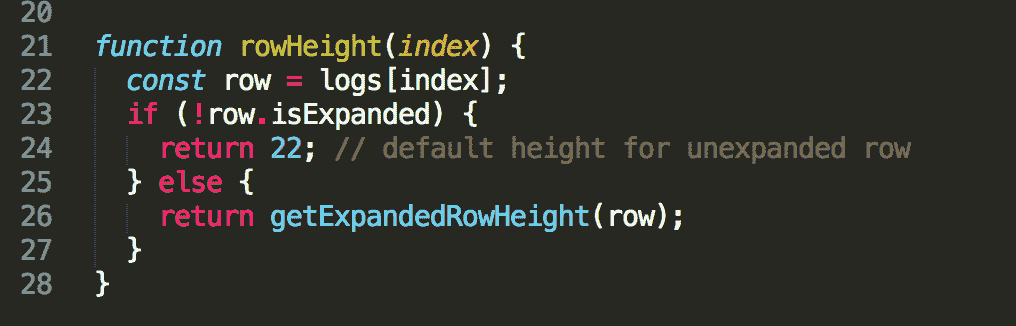 20
21 function rowHeight(index) {
22 const row = logs[index];
23 if (!row.isExpanded) {
24 return 22; // default height for unexpanded row
25 } else {
26 return getExpandedRowHeight(row);
27 }
28 }